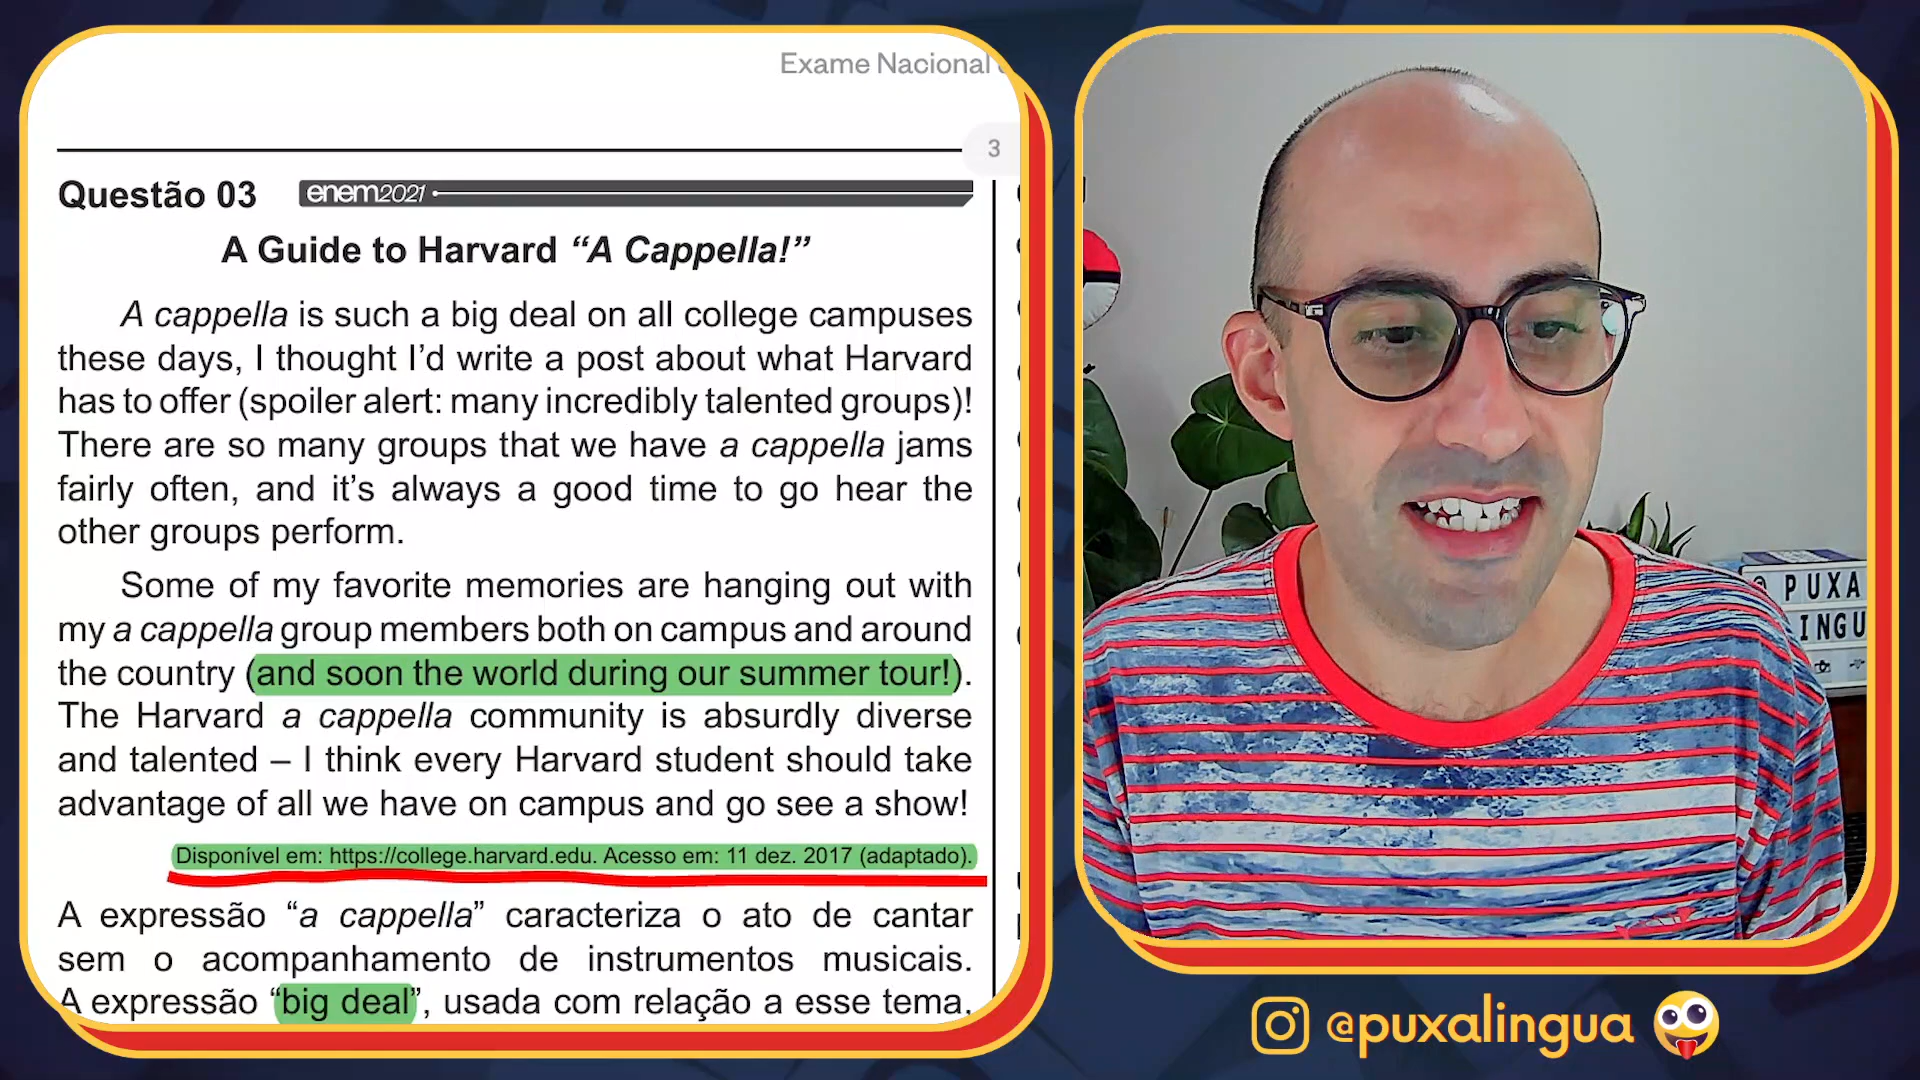 Exame Nacional
3
Questão 03 enem2021
A Guide to Harvard “A Cappella!”
A cappella is such a big deal on all college campuses
these days, I thought I’d write a post about what Harvard
has to offer (spoiler alert: many incredibly talented groups)!
There are so many groups that we have a cappella jams
fairly often, and it’s always a good time to go hear the
other groups perform.
Some of my favorite memories are hanging out with
my a cappella group members both on campus and around
the country (and soon the world during our summer tour!).
The Harvard a cappella community is absurdly diverse
and talented – I think every Harvard student should take
advantage of all we have on campus and go see a show!
Disponível em: https://college.harvard.edu. Acesso em: 11 dez. 2017 (adaptado).
A expressão “a cappella” caracteriza o ato de cantar
sem o acompanhamento de instrumentos musicais.
A expressão “big deal”, usada com relação a esse tema,
PUXA
INGU
@puxalingua